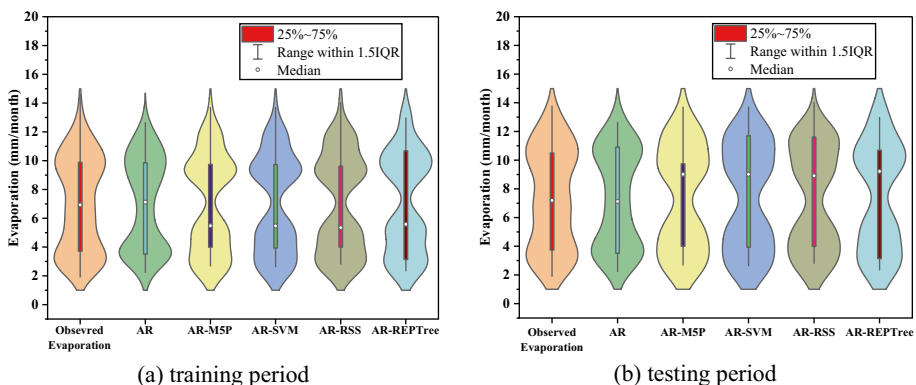 20
18
16
14
12
10
8
6
4
2
0
Evaporation (mm/month)
25%~75%
Range within 1.5IQR
Median
Obsevred
Evaporation
AR
AR-M5P
AR-SVM
AR-RSS
AR-REPTree
(a) training period
20
18
16
14
12
10
8
6
4
2
0
Evaporation (mm/month)
25%~75%
Range within 1.5IQR
Median
Obsevred
Evaporation
AR
AR-M5P
AR-SVM
AR-RSS
AR-REPTree
(b) testing period